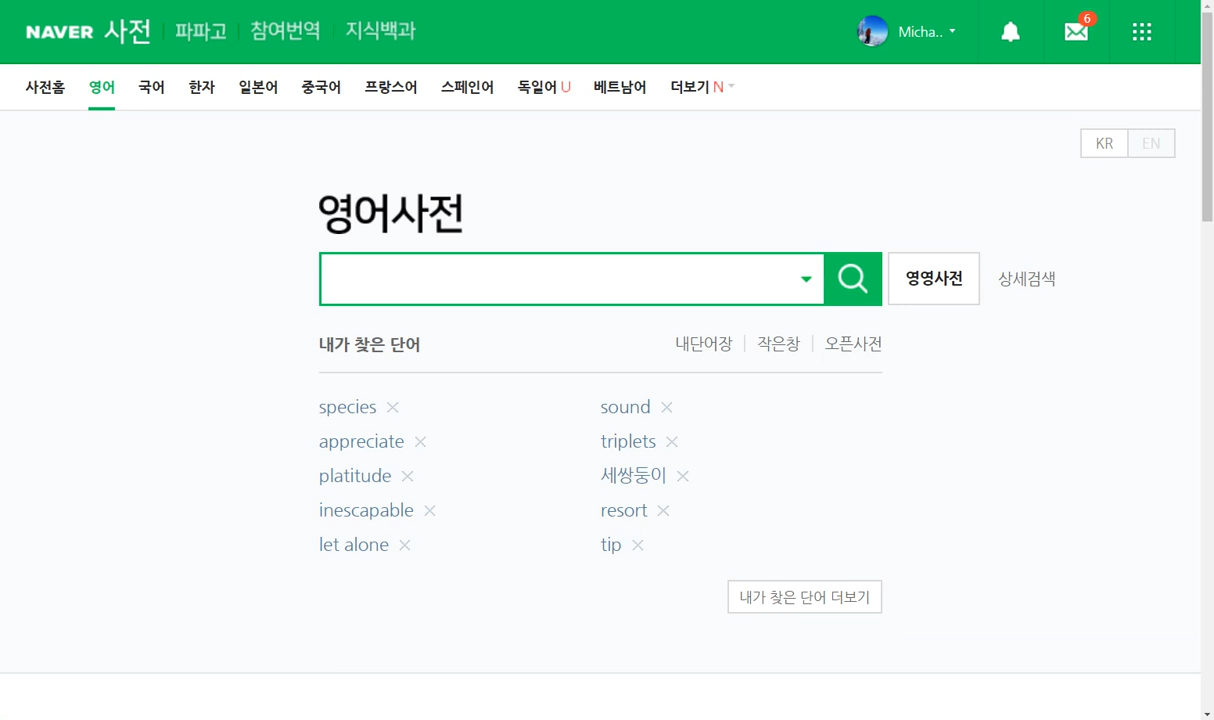 NAVER 사전 파파고 참여번역 지식백과 Micha.. 6
사전홈 영어 국어 한자 일본어 중국어 프랑스어 스페인어 독일어 U 베트남어 더보기 N
KR EN
영어사전
영영사전 상세검색
내가 찾은 단어 내단어장 작은창 오픈사전
species sound
appreciate triplets
platitude 세쌍둥이
inescapable resort
let alone tip
내가 찾은 단어 더보기